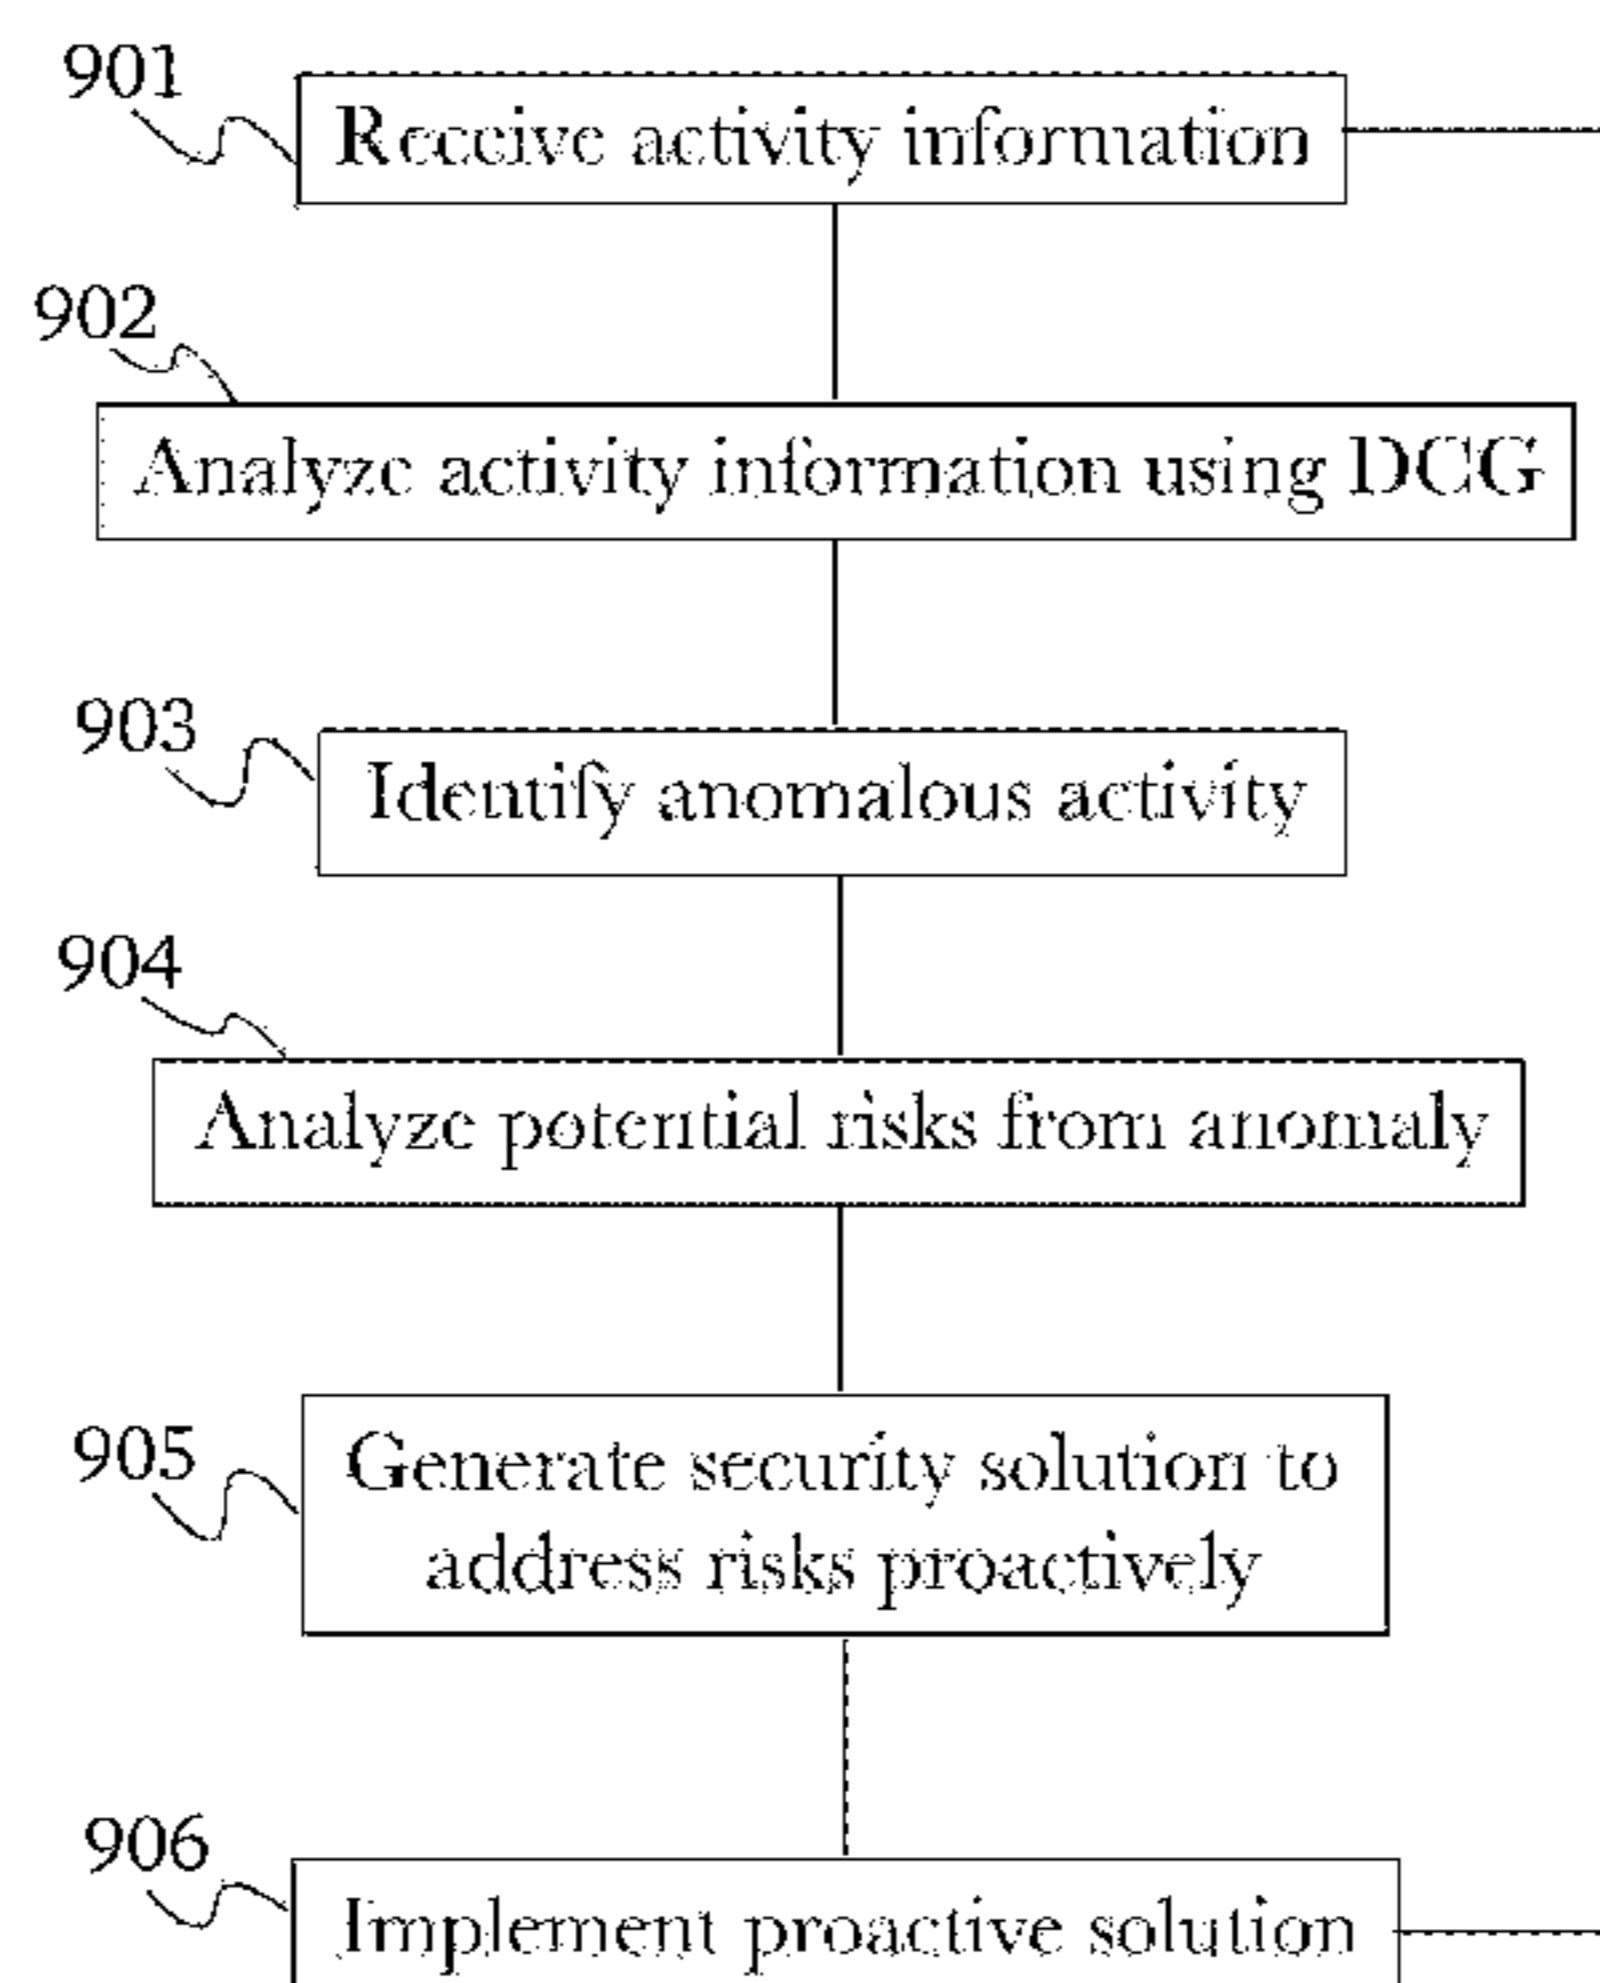 901
Receive activity information
902
Analyze activity information using DCG
903
Identify anomalous activity
904
Analyze potential risks from anomaly
905
Generate security solution to
address risks proactively
906
Implement proactive solution